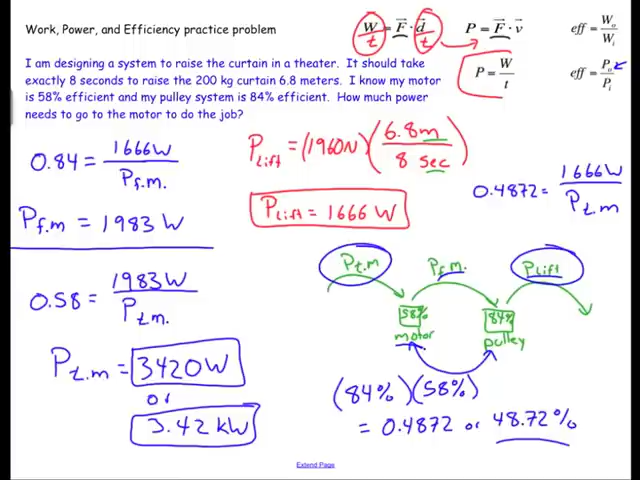 Work, Power, and Efficiency practice problem
W/t = F · d/t
P = F · v
eff = Wo/Wi
P = W/t
eff = Po/Pi
I am designing a system to raise the curtain in a theater. It should take
exactly 8 seconds to raise the 200 kg curtain 6.8 meters. I know my motor
is 58% efficient and my pulley system is 84% efficient. How much power
needs to go to the motor to do the job?
0.84 = 1666W / Pf.m.
Pf.m = 1983 W
0.58 = 1983W / Pt.m.
Pt.m = 3420W
or
3.42 kW
Plift = (1960N)(6.8m / 8 sec)
Plift = 1666 W
0.4872 = 1666W / Pt.m
Pt.m
Pf.m.
Plift
58%
motor
84%
pulley
(84%)(58%)
= 0.4872 or 48.72%
Extend Page